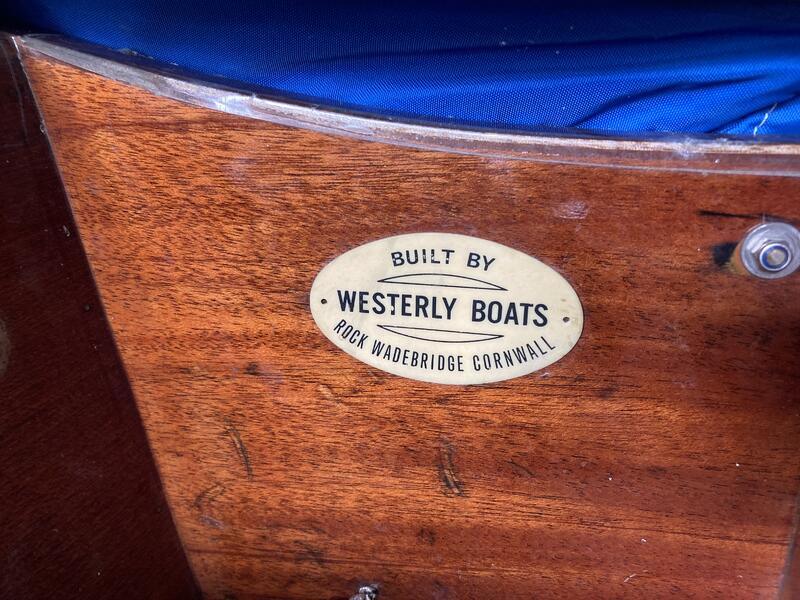 BUILT BY
WESTERLY BOATS
ROCK WADEBRIDGE CORNWALL